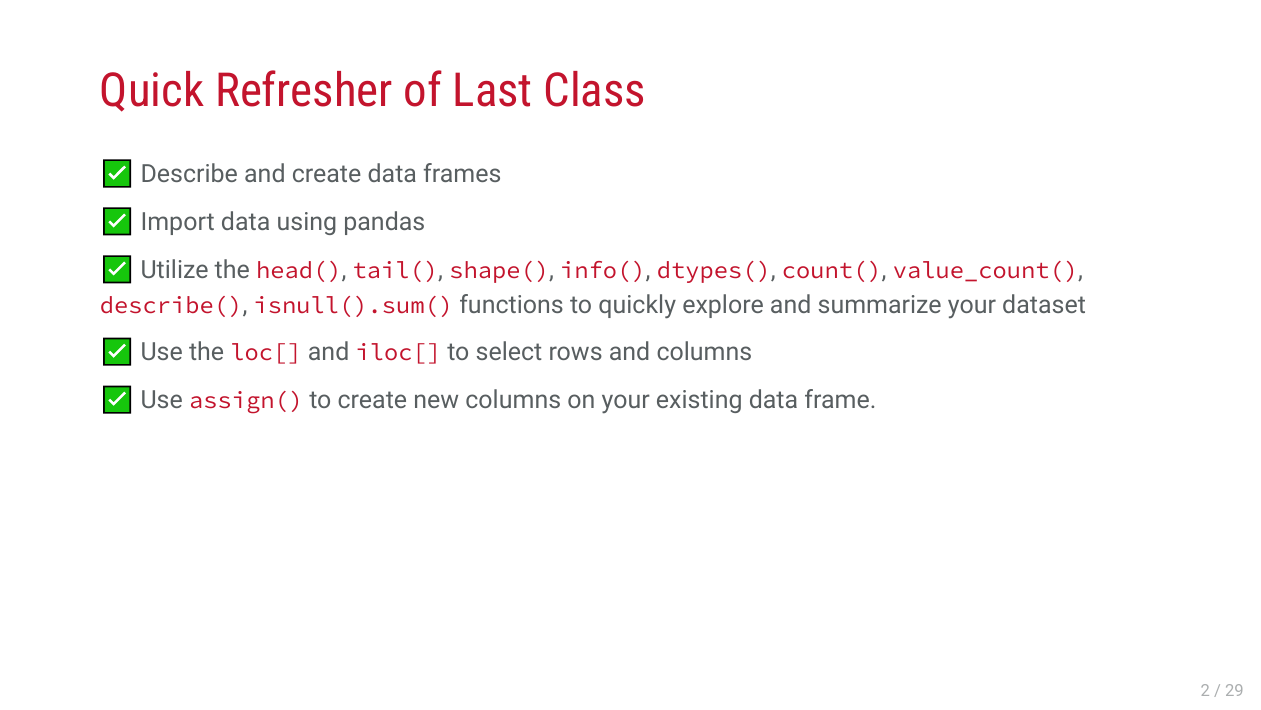 Quick Refresher of Last Class
✅ Describe and create data frames
✅ Import data using pandas
✅ Utilize the head(), tail(), shape(), info(), dtypes(), count(), value_count(),
describe(), isnull().sum() functions to quickly explore and summarize your dataset
✅ Use the loc[] and iloc[] to select rows and columns
✅ Use assign() to create new columns on your existing data frame.
2 / 29